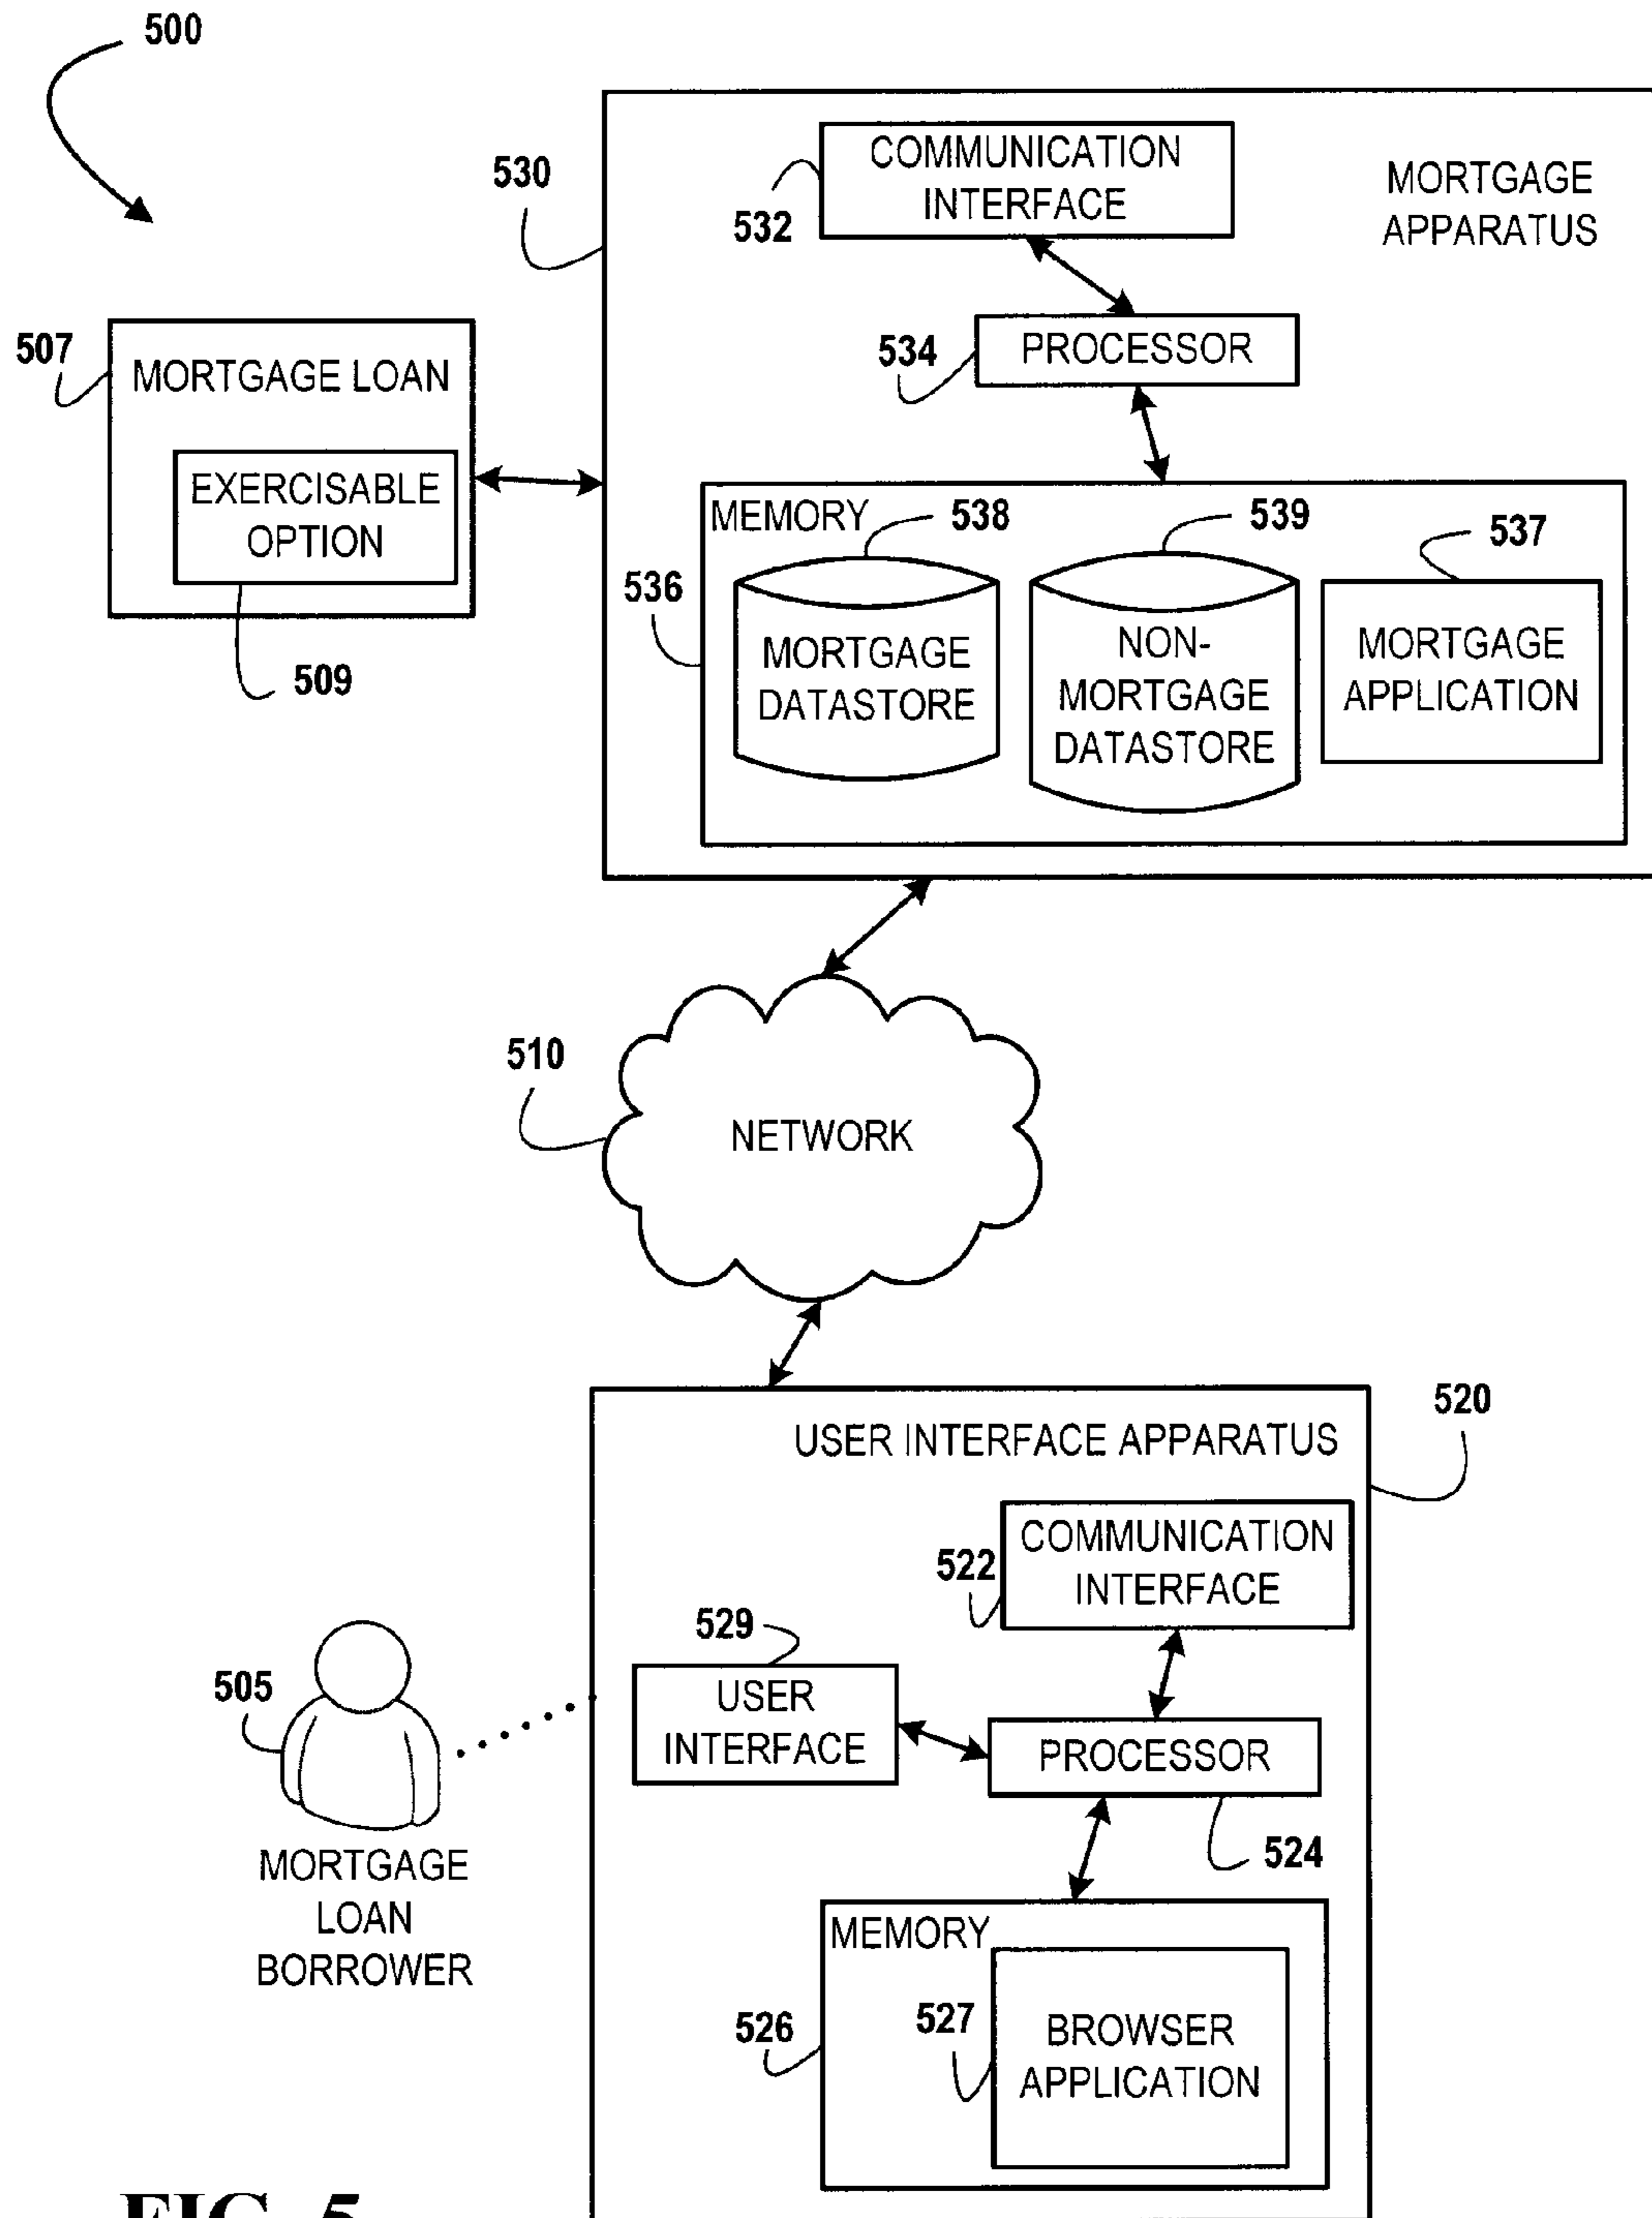 500
530
COMMUNICATION
INTERFACE
532
MORTGAGE
APPARATUS
534
PROCESSOR
507
MORTGAGE LOAN
EXERCISABLE
OPTION
509
MEMORY
538
539
537
536
MORTGAGE
DATASTORE
NON-
MORTGAGE
DATASTORE
MORTGAGE
APPLICATION
510
NETWORK
520
USER INTERFACE APPARATUS
522
COMMUNICATION
INTERFACE
529
USER
INTERFACE
PROCESSOR
524
505
MORTGAGE
LOAN
BORROWER
MEMORY
526
527
BROWSER
APPLICATION
FIG. 5